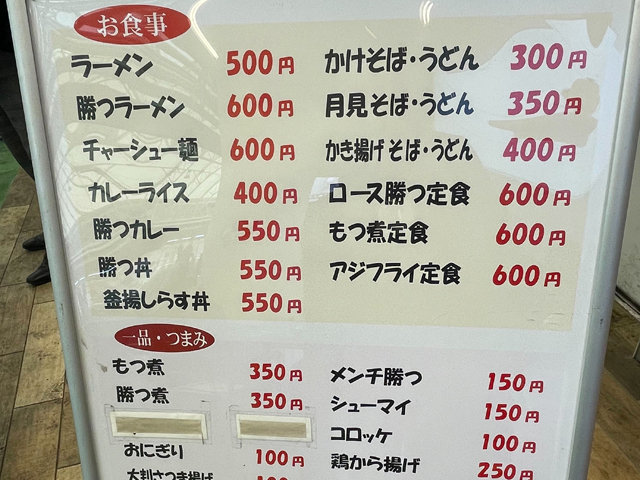 お食事
ラーメン 500円
勝つラーメン 600円
チャーシュー麺 600円
カレーライス 400円
勝つカレー 550円
勝つ丼 550円
釜揚しらす丼 550円
かけそば・うどん 300円
月見そば・うどん 350円
かき揚げそば・うどん 400円
ロース勝つ定食 600円
もつ煮定食 600円
アジフライ定食 600円
一品・つまみ
もつ煮 350円
勝つ煮 350円
おにぎり 100円
大判さつま揚げ
メンチ勝つ 150円
シューマイ 150円
コロッケ 100円
鶏から揚げ 250円